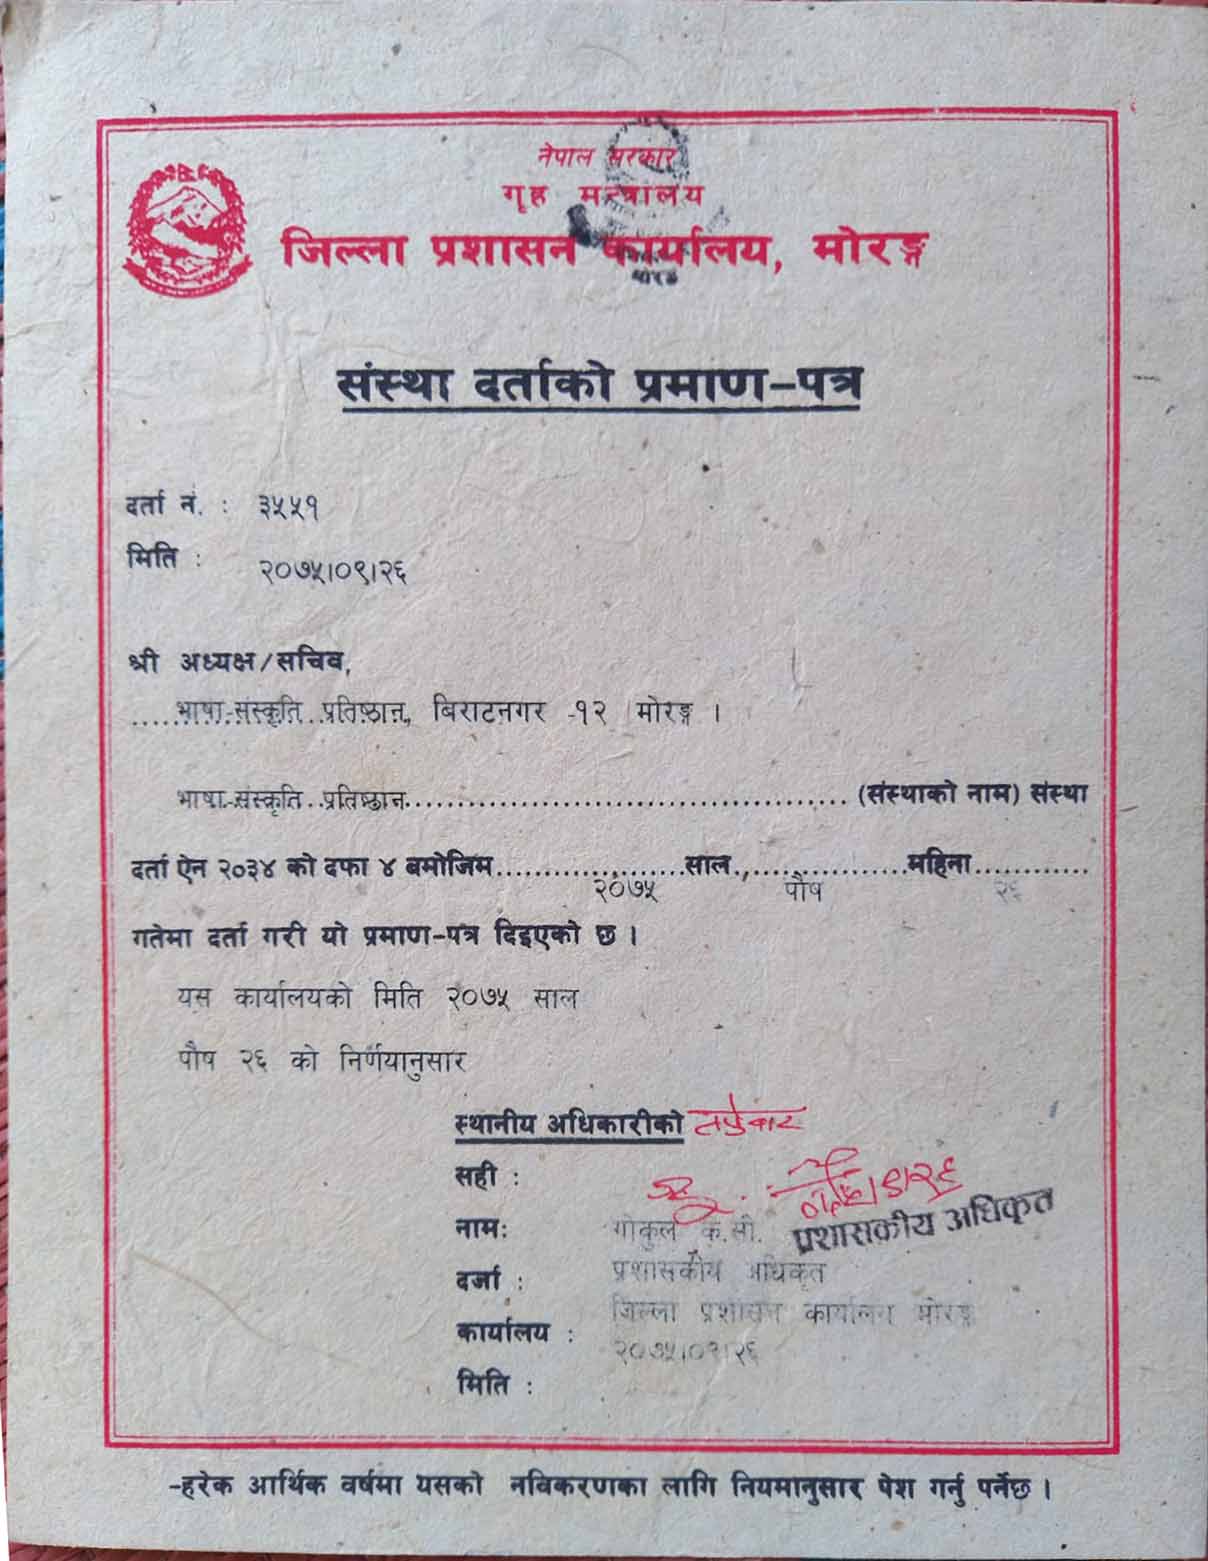 नेपाल सरकार
गृह मन्त्रालय
जिल्ला प्रशासन कार्यालय, मोरङ्ग
मोरङ
संस्था दर्ताको प्रमाण-पत्र
दर्ता नं. : ३५५१
मिति : २०७५।०९।२६
श्री अध्यक्ष/सचिव,
भाषा-संस्कृति प्रतिष्ठान, बिराटनगर -१२ मोरङ्ग ।
भाषा-संस्कृति प्रतिष्ठान........................................ (संस्थाको नाम) संस्था
दर्ता ऐन २०३४ को दफा ४ बमोजिम २०७५ साल, पौष महिना २६
गतेमा दर्ता गरी यो प्रमाण-पत्र दिइएको छ ।
यस कार्यालयको मिति २०७५ साल
पौष २६ को निर्णयानुसार
स्थानीय अधिकारीको
सही :
नामः गोकुल के.सी. प्रशासकीय अधिकृत
दर्जा : प्रशासकीय अधिकृत
कार्यालय : जिल्ला प्रशासन कार्यालय मोरङ्ग
मिति : २०७५।०९।२६
-हरेक आर्थिक वर्षमा यसको नविकरणका लागि नियमानुसार पेश गर्नु पर्नेछ ।